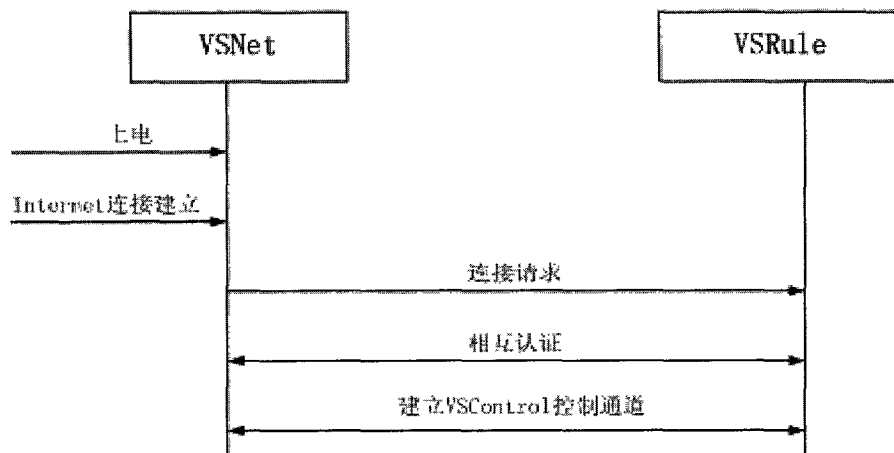 VSNet
VSRule
上电
Internet连接建立
连接请求
相互认证
建立VSControl控制通道